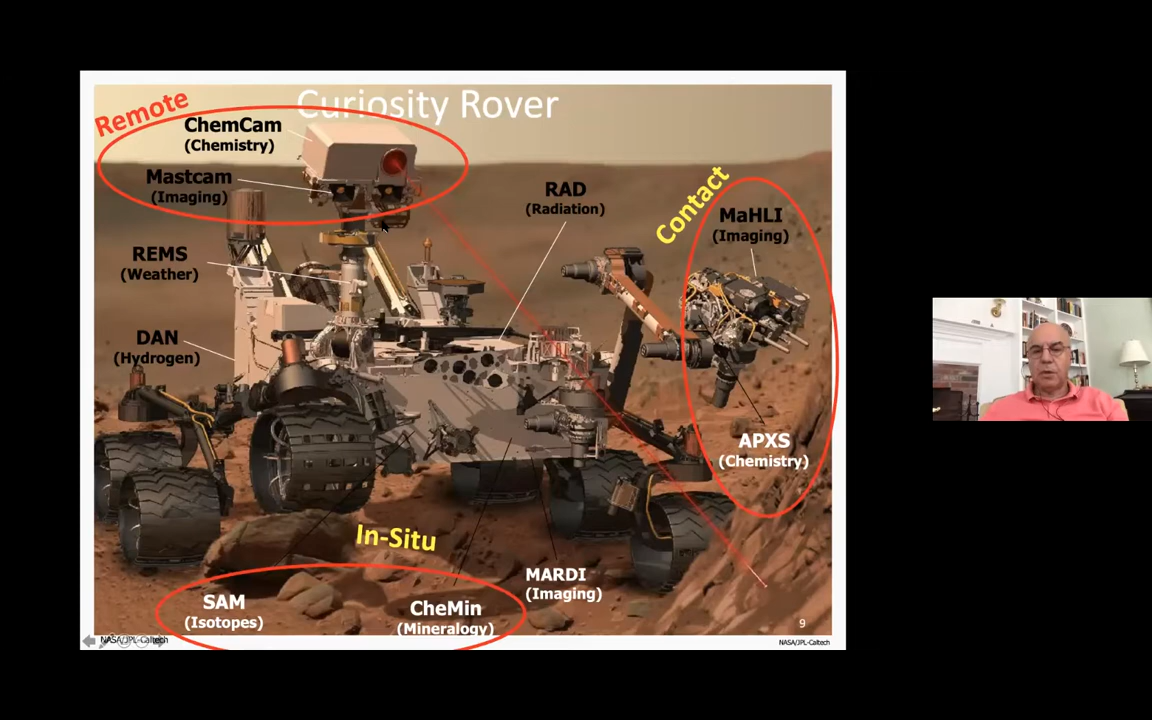 Curiosity Rover
Remote
ChemCam
(Chemistry)
Mastcam
(Imaging)
RAD
(Radiation)
Contact
MaHLI
(Imaging)
REMS
(Weather)
DAN
(Hydrogen)
APXS
(Chemistry)
In-Situ
MARDI
(Imaging)
SAM
(Isotopes)
CheMin
(Mineralogy)
9
NASA/JPL-Caltech
NASA/JPL-Caltech